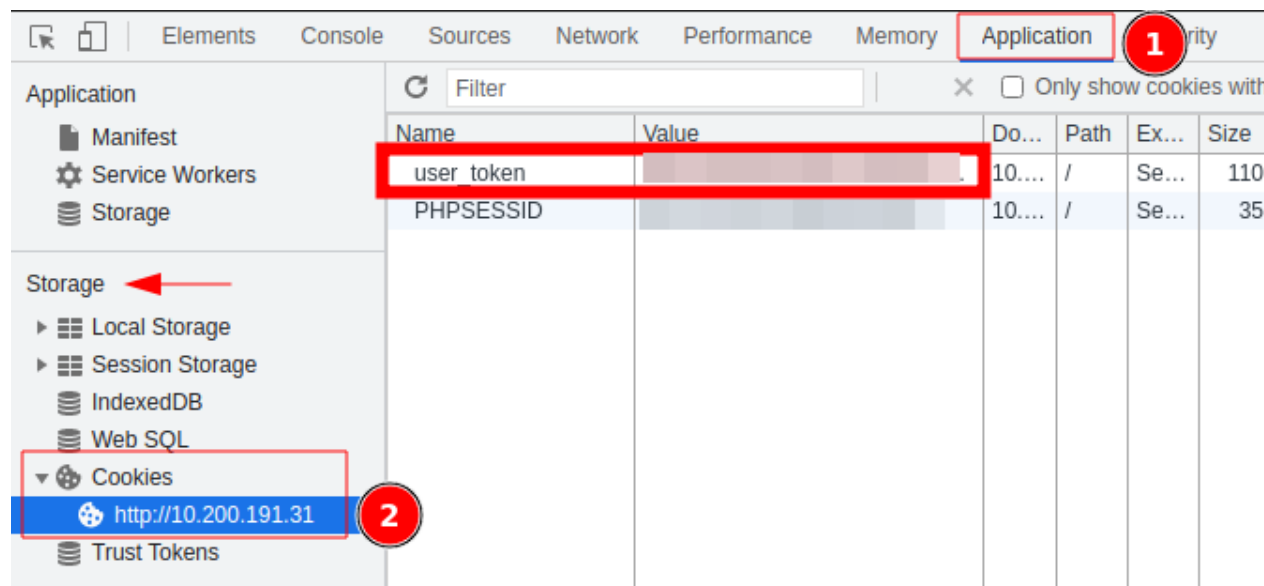 Elements Console Sources Network Performance Memory Application 1 rity
Application
Filter
Only show cookies with
Manifest
Service Workers
Storage
Name Value Do... Path Ex... Size
user_token . 10.... / Se... 110
PHPSESSID 10.... / Se... 35
Storage
Local Storage
Session Storage
IndexedDB
Web SQL
Cookies
http://10.200.191.31 2
Trust Tokens